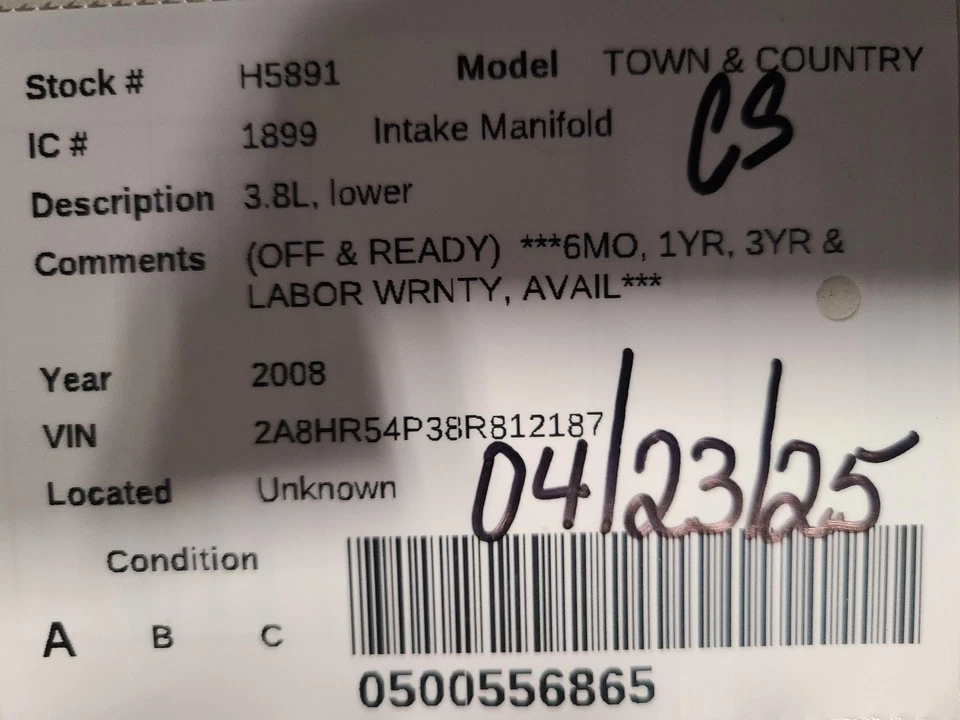 Stock # H5891 Model TOWN & COUNTRY
CS
IC # 1899 Intake Manifold
Description 3.8L, lower
Comments (OFF & READY) ***6MO, 1YR, 3YR &
LABOR WRNTY, AVAIL***
Year 2008
VIN 2A8HR54P38R812187
04/23/25
Located Unknown
Condition
A B C
0500556865